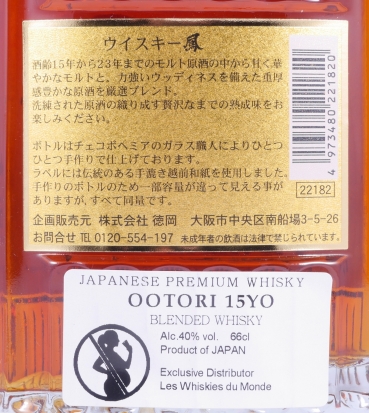 ウイスキー鳳
酒齢15年から23年までのモルト原酒の中から甘く華
やかなモルトと、力強いウッディネスを備えた重厚
感豊かな原酒を厳選ブレンド。
洗練された原酒の織り成す贅沢なまでの熟成味をお
楽しみください。
ボトルはチェコボヘミアのガラス職人によりひとつ
ひとつ手作りで仕上げております。
ラベルには伝統のある手漉き越前和紙を使用しました。
手作りのボトルのため一部容量が違って見える事が
ありますが、すべて同量です。
企画販売元 株式会社 徳岡 大阪市中央区南船場3-5-26
お問合せ TEL 0120-554-197 未成年者の飲酒は法律で禁じられております。
4 973480 221820
22182
JAPANESE PREMIUM WHISKY
OOTORI 15YO
BLENDED WHISKY
Alc.40% vol. 66cl
Product of JAPAN
Exclusive Distributor
Les Whiskies du Monde